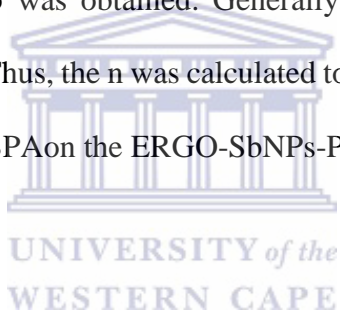 was obtained. Generally
Thus, the n was calculated to
PAon the ERGO-SbNPs-P
UNIVERSITY of the
WESTERN CAPE